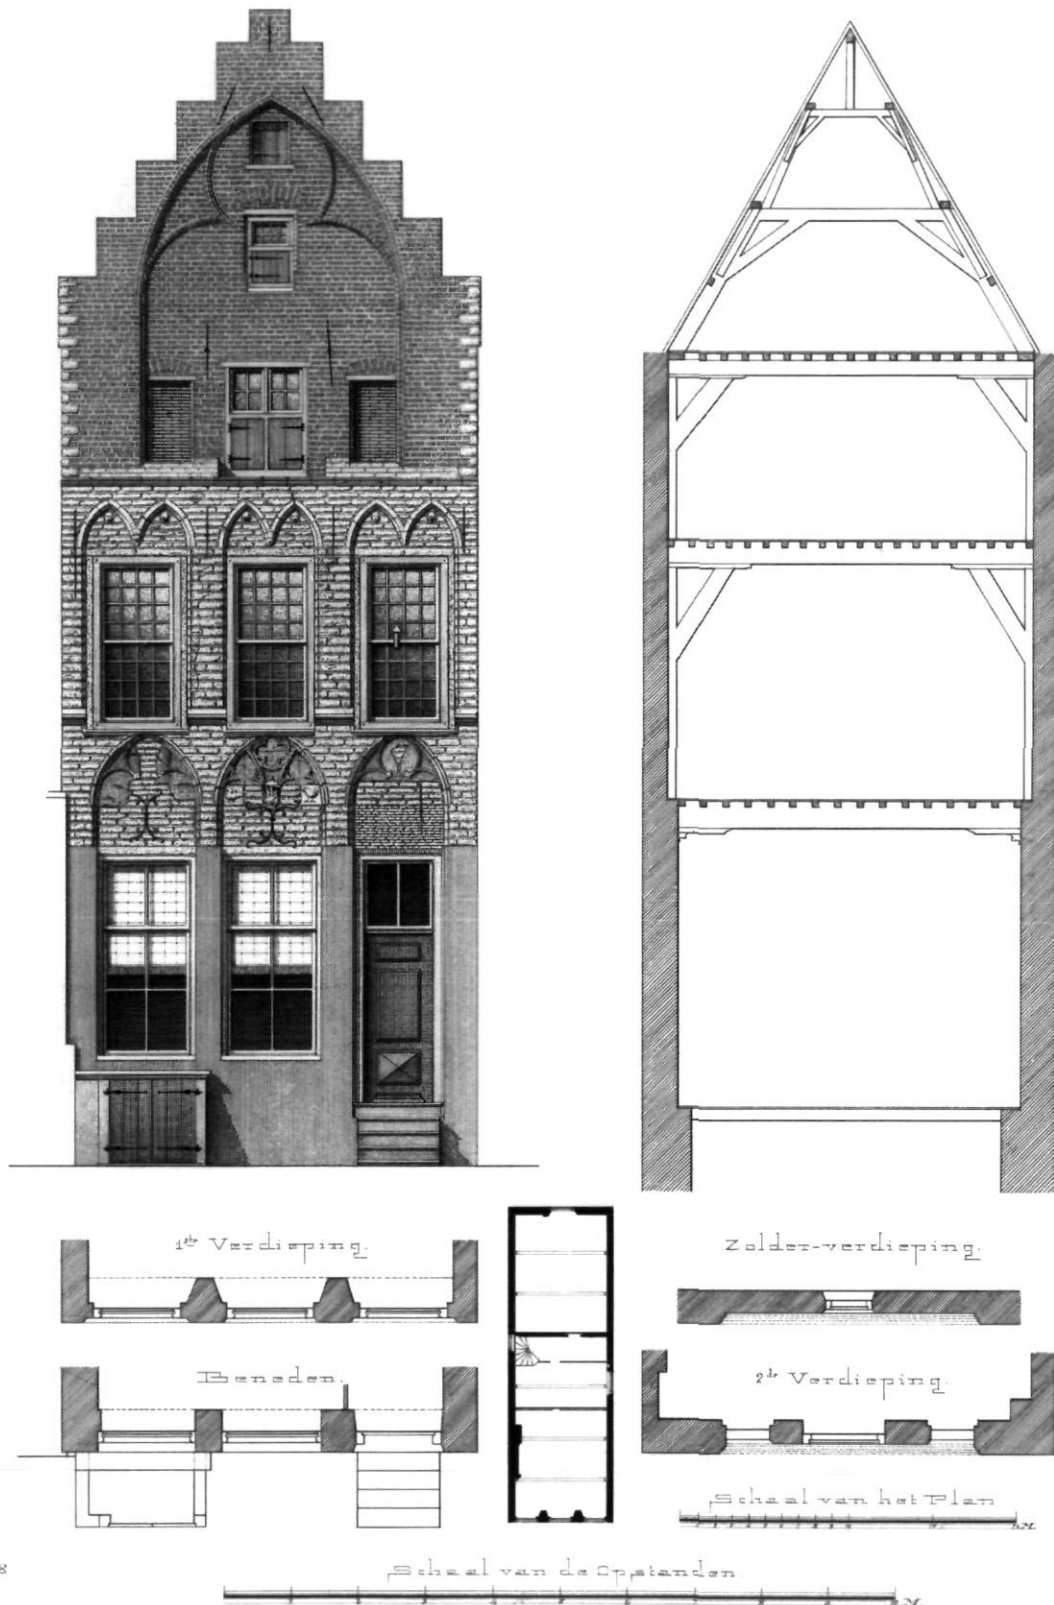 1ste Verdieping.
Zolder-verdieping.
Beneden.
2de Verdieping.
Schaal van het Plan
M.
Schaal van de Opstanden.
M.